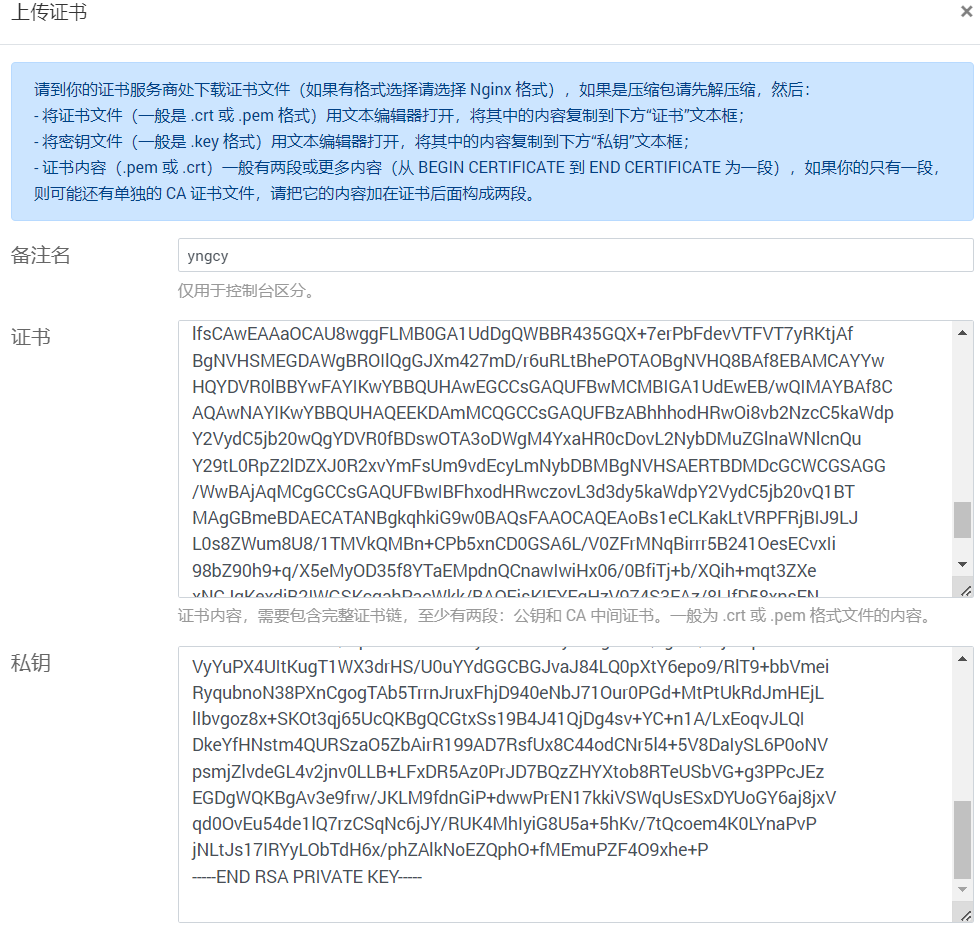 上传证书
×
请到你的证书服务商处下载证书文件（如果有格式选择请选择 Nginx 格式），如果是压缩包请先解压缩，然后：
- 将证书文件（一般是 .crt 或 .pem 格式）用文本编辑器打开，将其中的内容复制到下方“证书”文本框；
- 将密钥文件（一般是 .key 格式）用文本编辑器打开，将其中的内容复制到下方“私钥”文本框；
- 证书内容（.pem 或 .crt）一般有两段或更多内容（从 BEGIN CERTIFICATE 到 END CERTIFICATE 为一段），如果你的只有一段，
则可能还有单独的 CA 证书文件，请把它的内容加在证书后面构成两段。
备注名
yngcy
仅用于控制台区分。
证书
lfsCAwEAAaOCAU8wggFLMB0GA1UdDgQWBBR435GQX+7erPbFdevVTFVT7yRKtjAf
BgNVHSMEGDAWgBROIlQgGJXm427mD/r6uRLtBhePOTAOBgNVHQ8BAf8EBAMCAYYw
HQYDVR0lBBYwFAYIKwYBBQUHAwEGCCsGAQUFBwMCMBIGA1UdEwEB/wQIMAYBAf8C
AQAwNAYIKwYBBQUHAQEEKDAmMCQGCCsGAQUFBzABhhhodHRwOi8vb2NzcC5kaWdp
Y2VydC5jb20wQgYDVR0fBDswOTA3oDWgM4YxaHR0cDovL2NybDMuZGlnaWNlcnQu
Y29tL0RpZ2lDZXJ0R2xvYmFsUm9vdEcyLmNybDBMBgNVHSAERTBDMDcGCWCGSAGG
/WwBAjAqMCgGCCsGAQUFBwIBFhxodHRwczovL3d3dy5kaWdpY2VydC5jb20vQ1BT
MAgGBmeBDAECATANBgkqhkiG9w0BAQsFAAOCAQEAoBs1eCLKakLtVRPFRjBIJ9LJ
L0s8ZWum8U8/1TMVkQMBn+CPb5xnCD0GSA6L/V0ZFrMNqBirrr5B241OesECvxIi
98bZ90h9+q/X5eMyOD35f8YTaEMpdnQCnawIwiHx06/0BfiTj+b/XQih+mqt3ZXe
证书内容，需要包含完整证书链，至少有两段：公钥和 CA 中间证书。一般为 .crt 或 .pem 格式文件的内容。
私钥
VyYuPX4UItKugT1WX3drHS/U0uYYdGGCBGJvaJ84LQ0pXtY6epo9/RlT9+bbVmei
RyqubnoN38PXnCgogTAb5TrrnJruxFhjD940eNbJ71Our0PGd+MtPtUkRdJmHEjL
lIbvgoz8x+SKOt3qj65UcQKBgQCGtxSs19B4J41QjDg4sv+YC+n1A/LxEoqvJLQI
DkeYfHNstm4QURSzaO5ZbAirR199AD7RsfUx8C44odCNr5l4+5V8DaIySL6P0oNV
psmjZlvdeGL4v2jnv0LLB+LFxDR5Az0PrJD7BQzZHYXtob8RTeUSbVG+g3PPcJEz
EGDgWQKBgAv3e9frw/JKLM9fdnGiP+dwwPrEN17kkiVSWqUsESxDYUoGY6aj8jxV
qd0OvEu54de1lQ7rzCSqNc6jJY/RUK4MhIyiG8U5a+5hKv/7tQcoem4K0LYnaPvP
jNLtJs17IRYyLObTdH6x/phZAlkNoEZQphO+fMEmuPZF4O9xhe+P
-----END RSA PRIVATE KEY-----